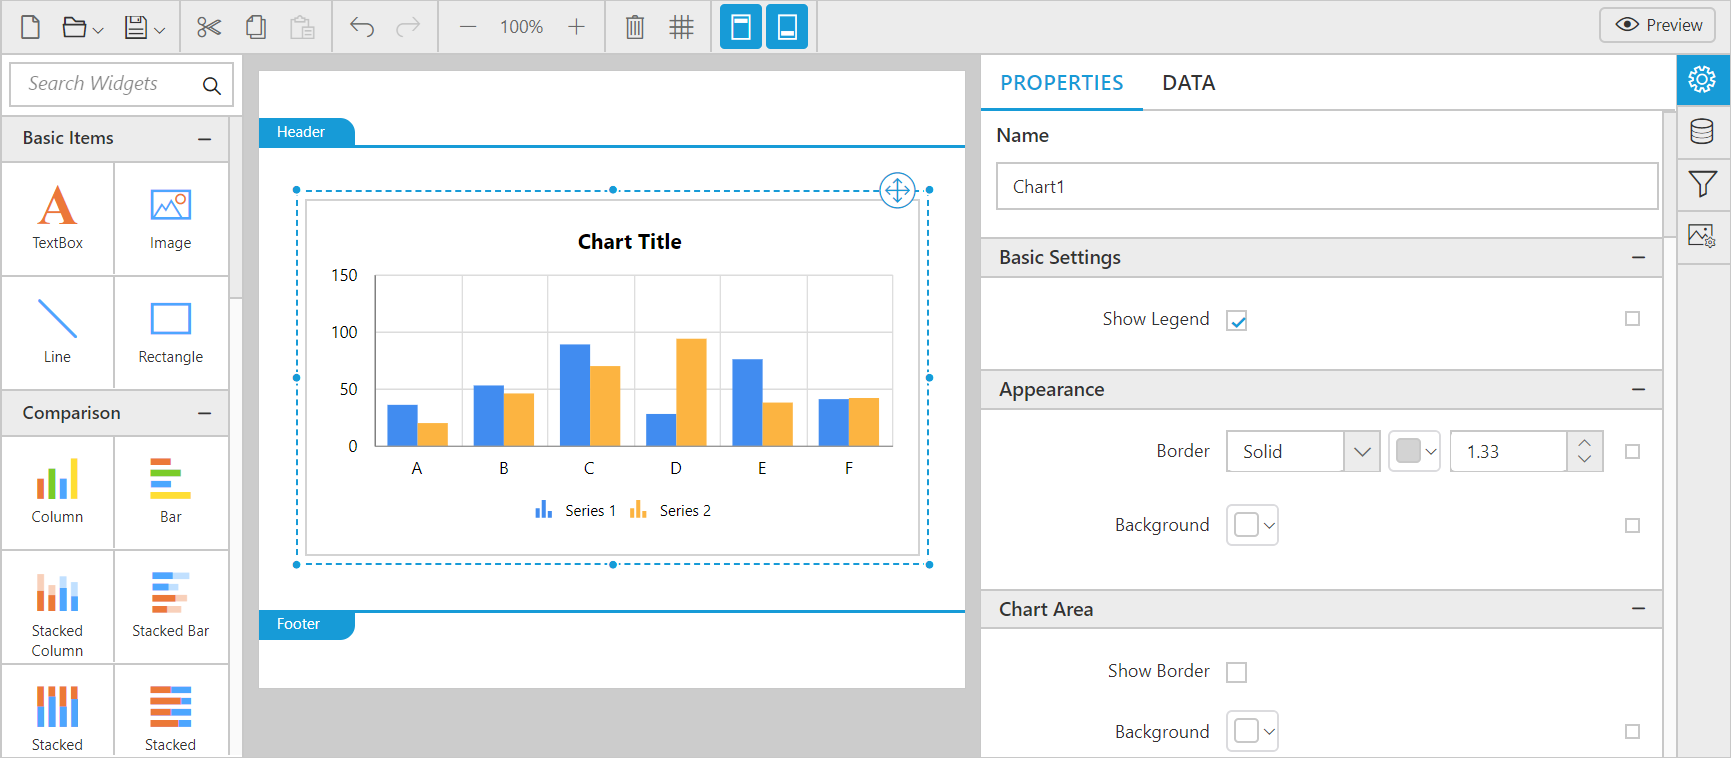 100%
Preview
Search Widgets
Basic Items
TextBox
Image
Line
Rectangle
Comparison
Column
Bar
Stacked
Column
Stacked Bar
Stacked
Stacked
Header
Chart Title
150
100
50
0
A B C D E F
Series 1 Series 2
Footer
PROPERTIES DATA
Name
Chart1
Basic Settings
Show Legend
Appearance
Border Solid 1.33
Background
Chart Area
Show Border
Background